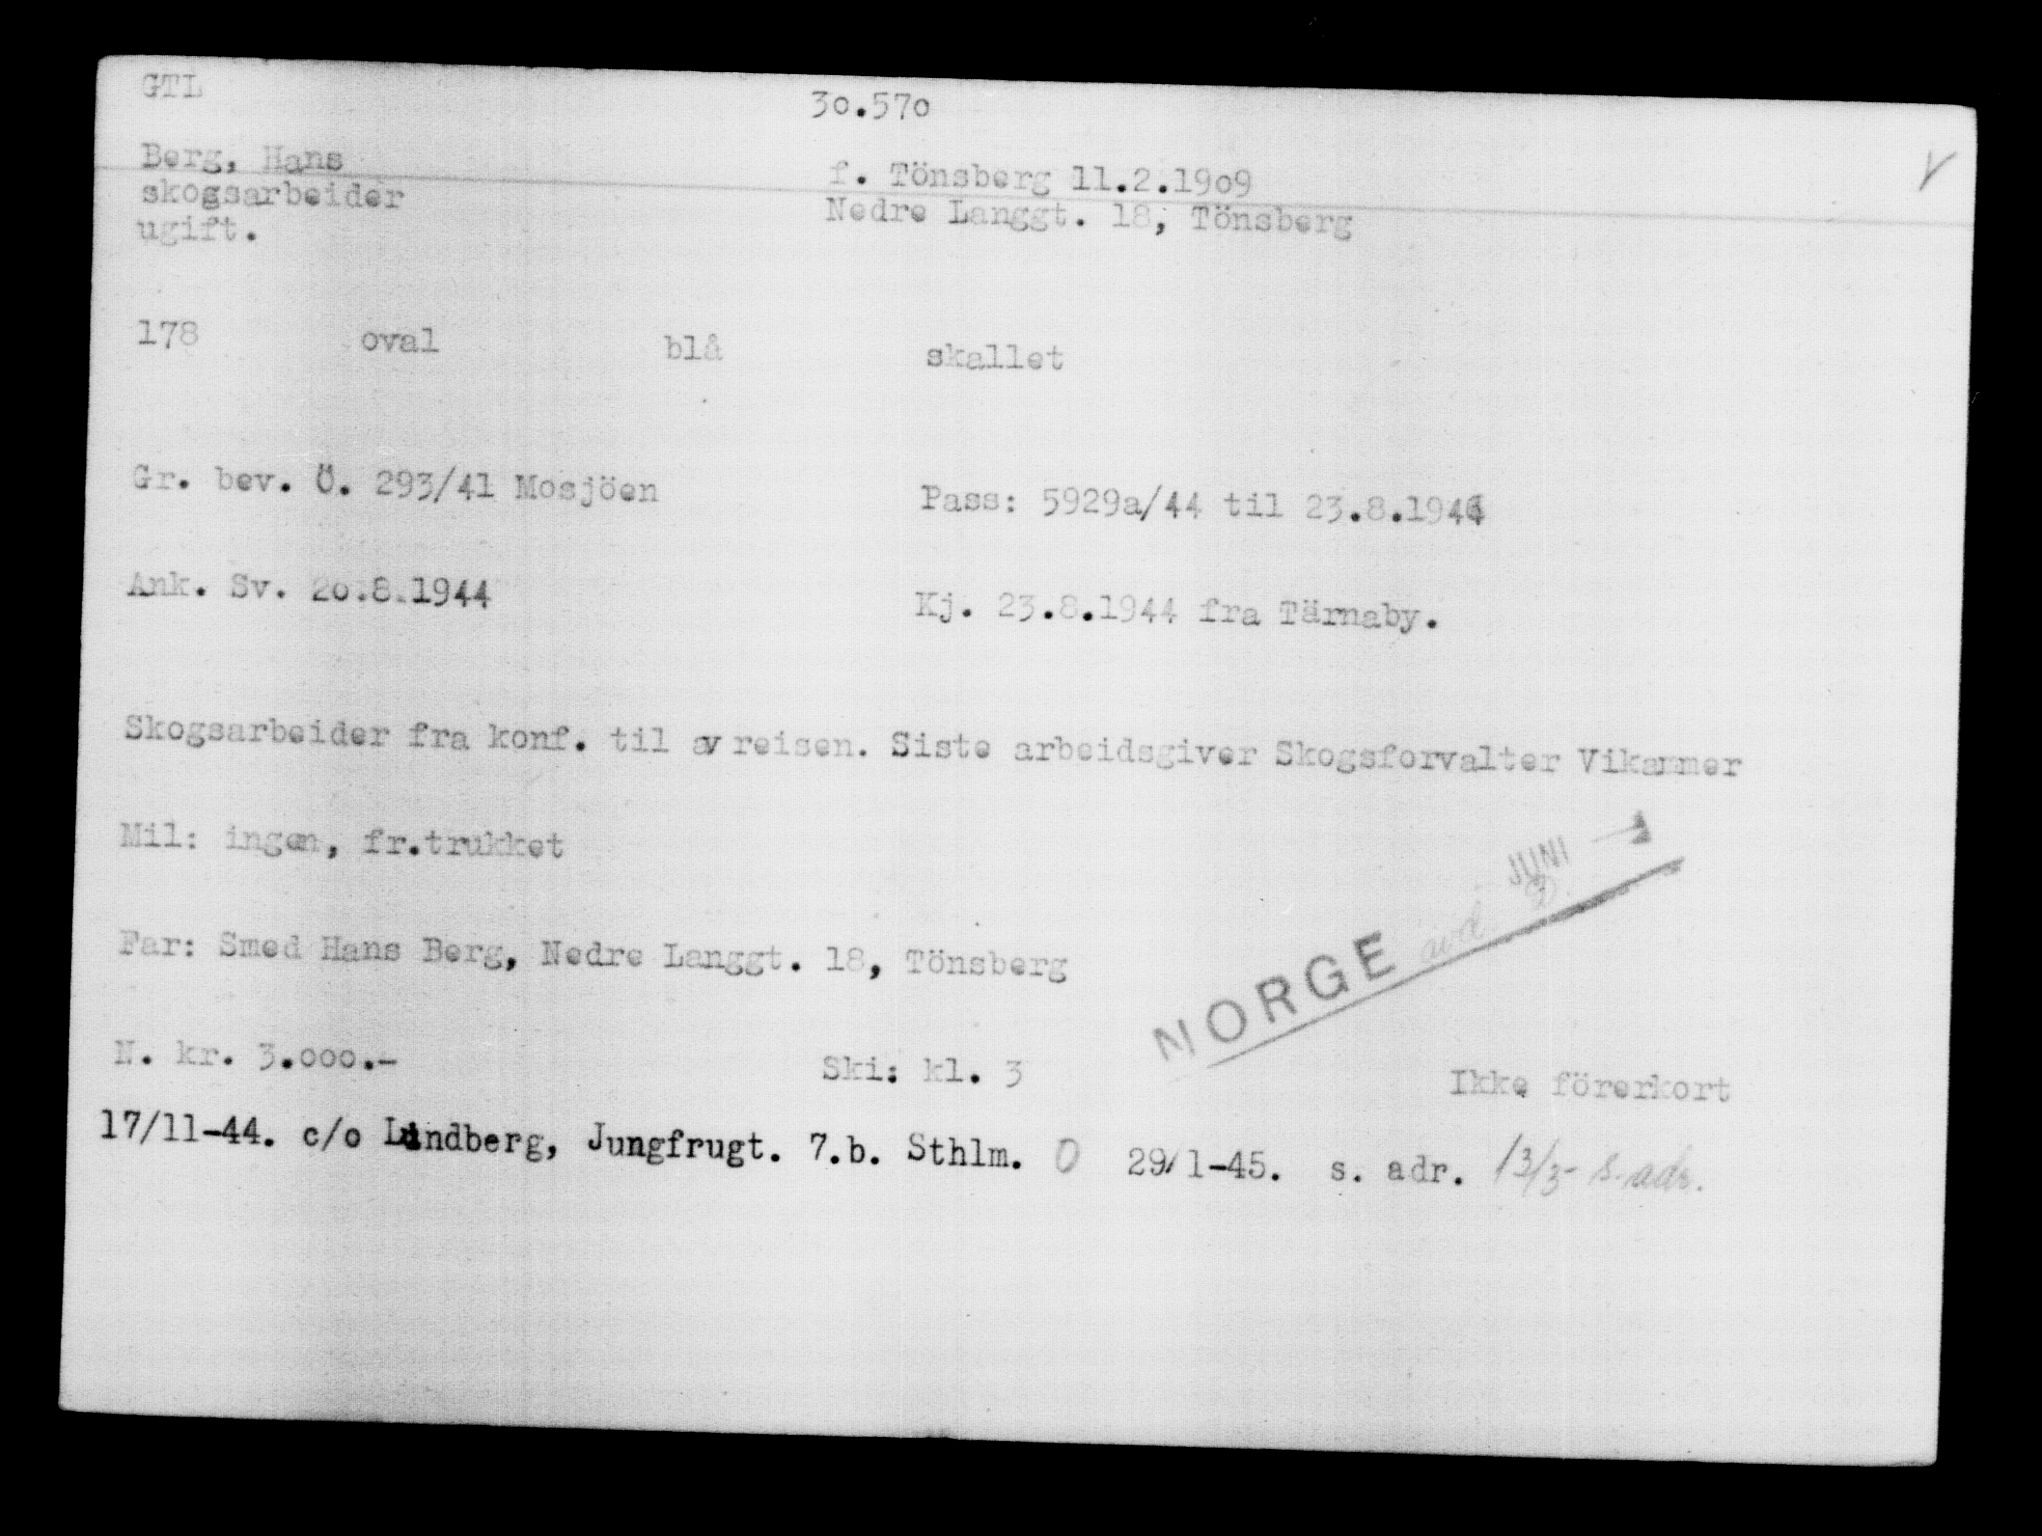 GTL 30.570
Berg, Hans f. Tönsberg 11.2.1909
skogsarbeider Nedre Langgt. 18, Tönsberg
ugift.
178 oval blå skallet
Gr. bev. Ö. 293/41 Mosjöen Pass: 5929a/44 til 23.8.194
Ank. Sv. 20.8.1944 Kj. 23.8.1944 fra Tärnaby.
Skogsarbeider fra konf. til avreisen. Siste arbeidsgiver Skogsforvalter Vikammer
Mil: ingen, fr.trukket
JUNI
Far: Smed Hans Berg, Nedre Langgt. 18, Tönsberg
NORGE avd
N. kr. 3.000.- Ski: kl. 3 Ikke förerkort
17/11-44. c/o Lindberg, Jungfrugt. 7.b. Sthlm. O 29/1-45. s. adr. 13/3- s. adr.